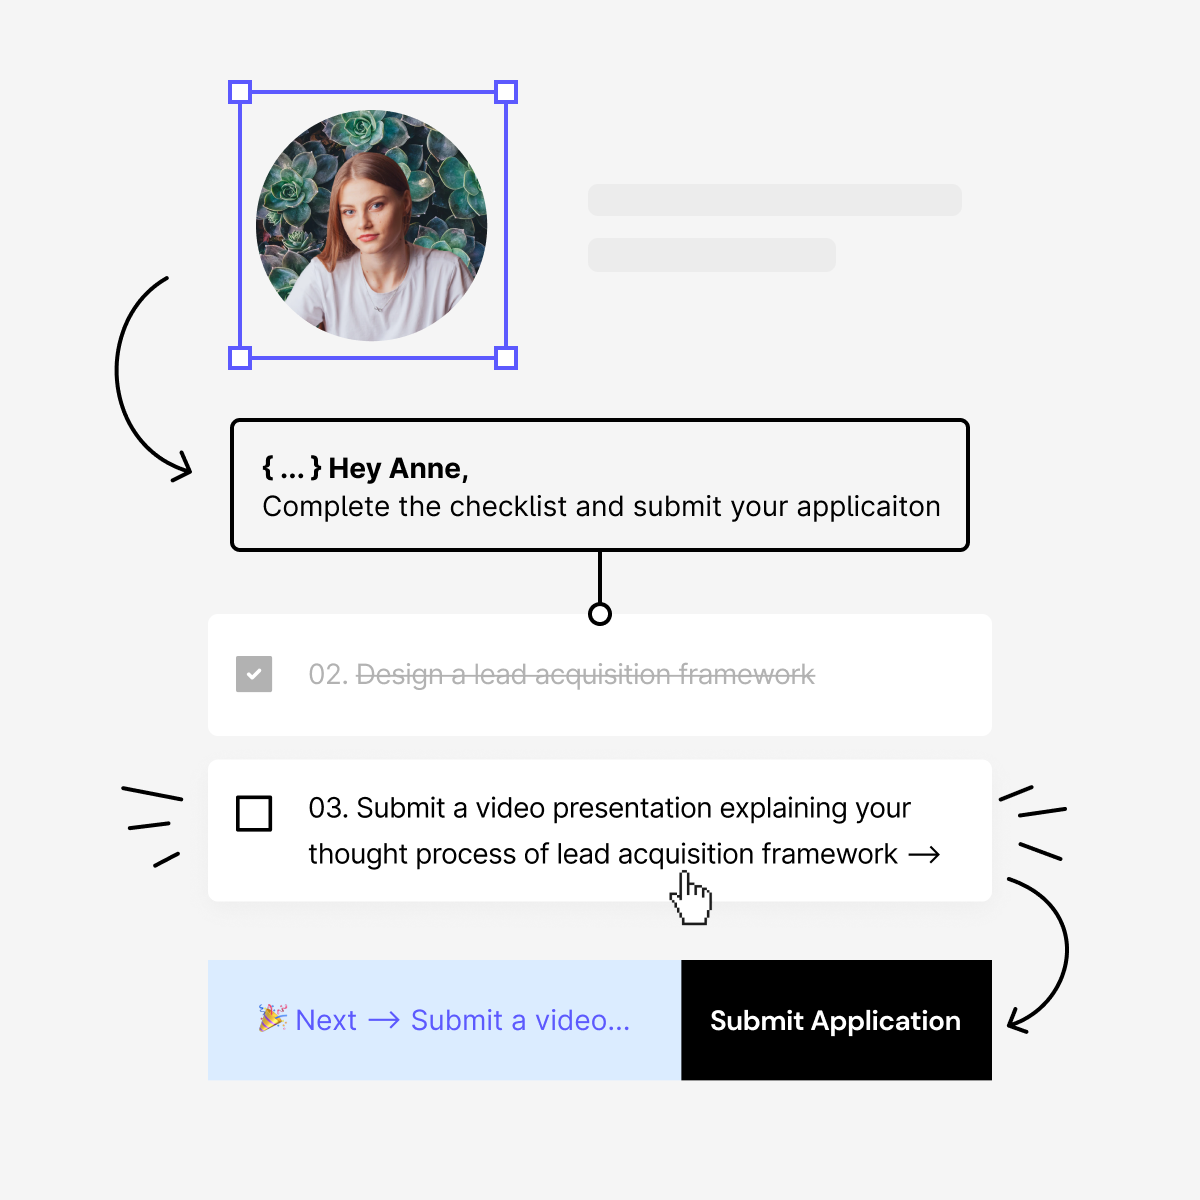 { ... } Hey Anne,
Complete the checklist and submit your applicaiton
02. Design a lead acquisition framework
03. Submit a video presentation explaining your
thought process of lead acquisition framework →
🎉 Next → Submit a video...
Submit Application